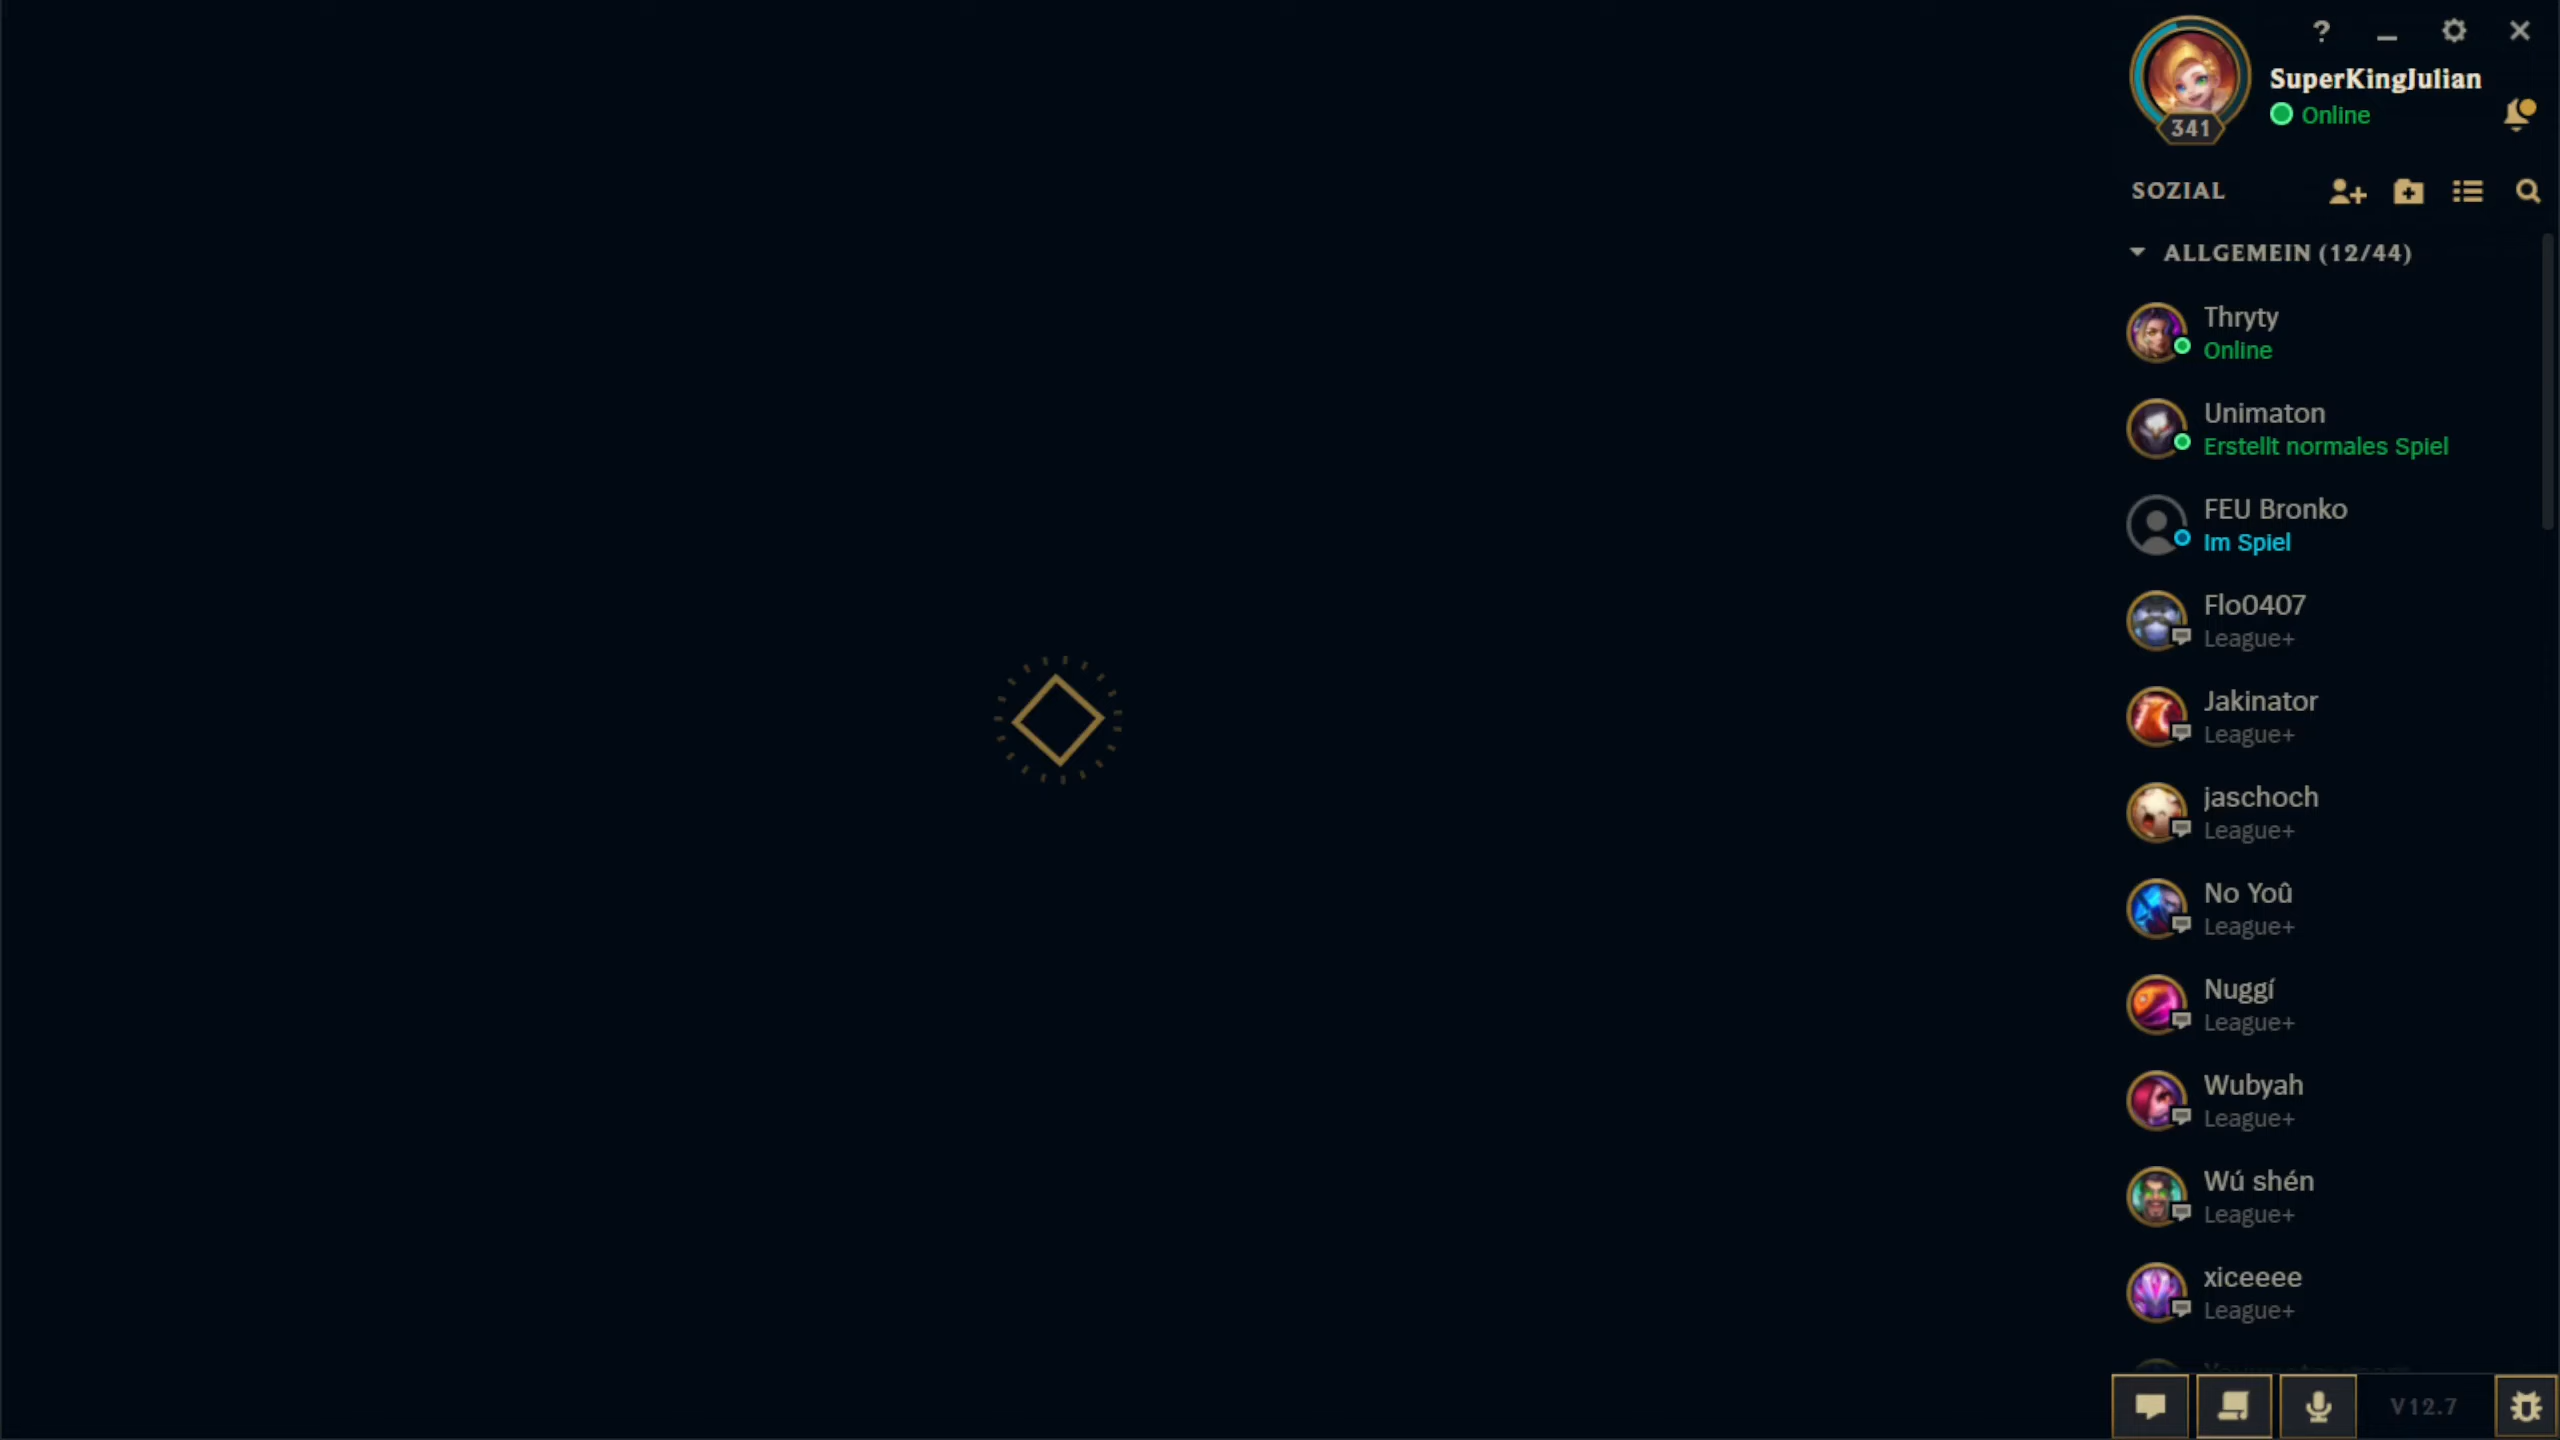 SuperKingJulian
Online
341
SOZIAL
ALLGEMEIN (12/44)
Thryty
Online
Unimaton
Erstellt normales Spiel
FEU Bronko
Im Spiel
Flo0407
League+
Jakinator
League+
jaschoch
League+
No Yoû
League+
Nuggí
League+
Wubyah
League+
Wú shén
League+
xiceeee
League+
V12.7